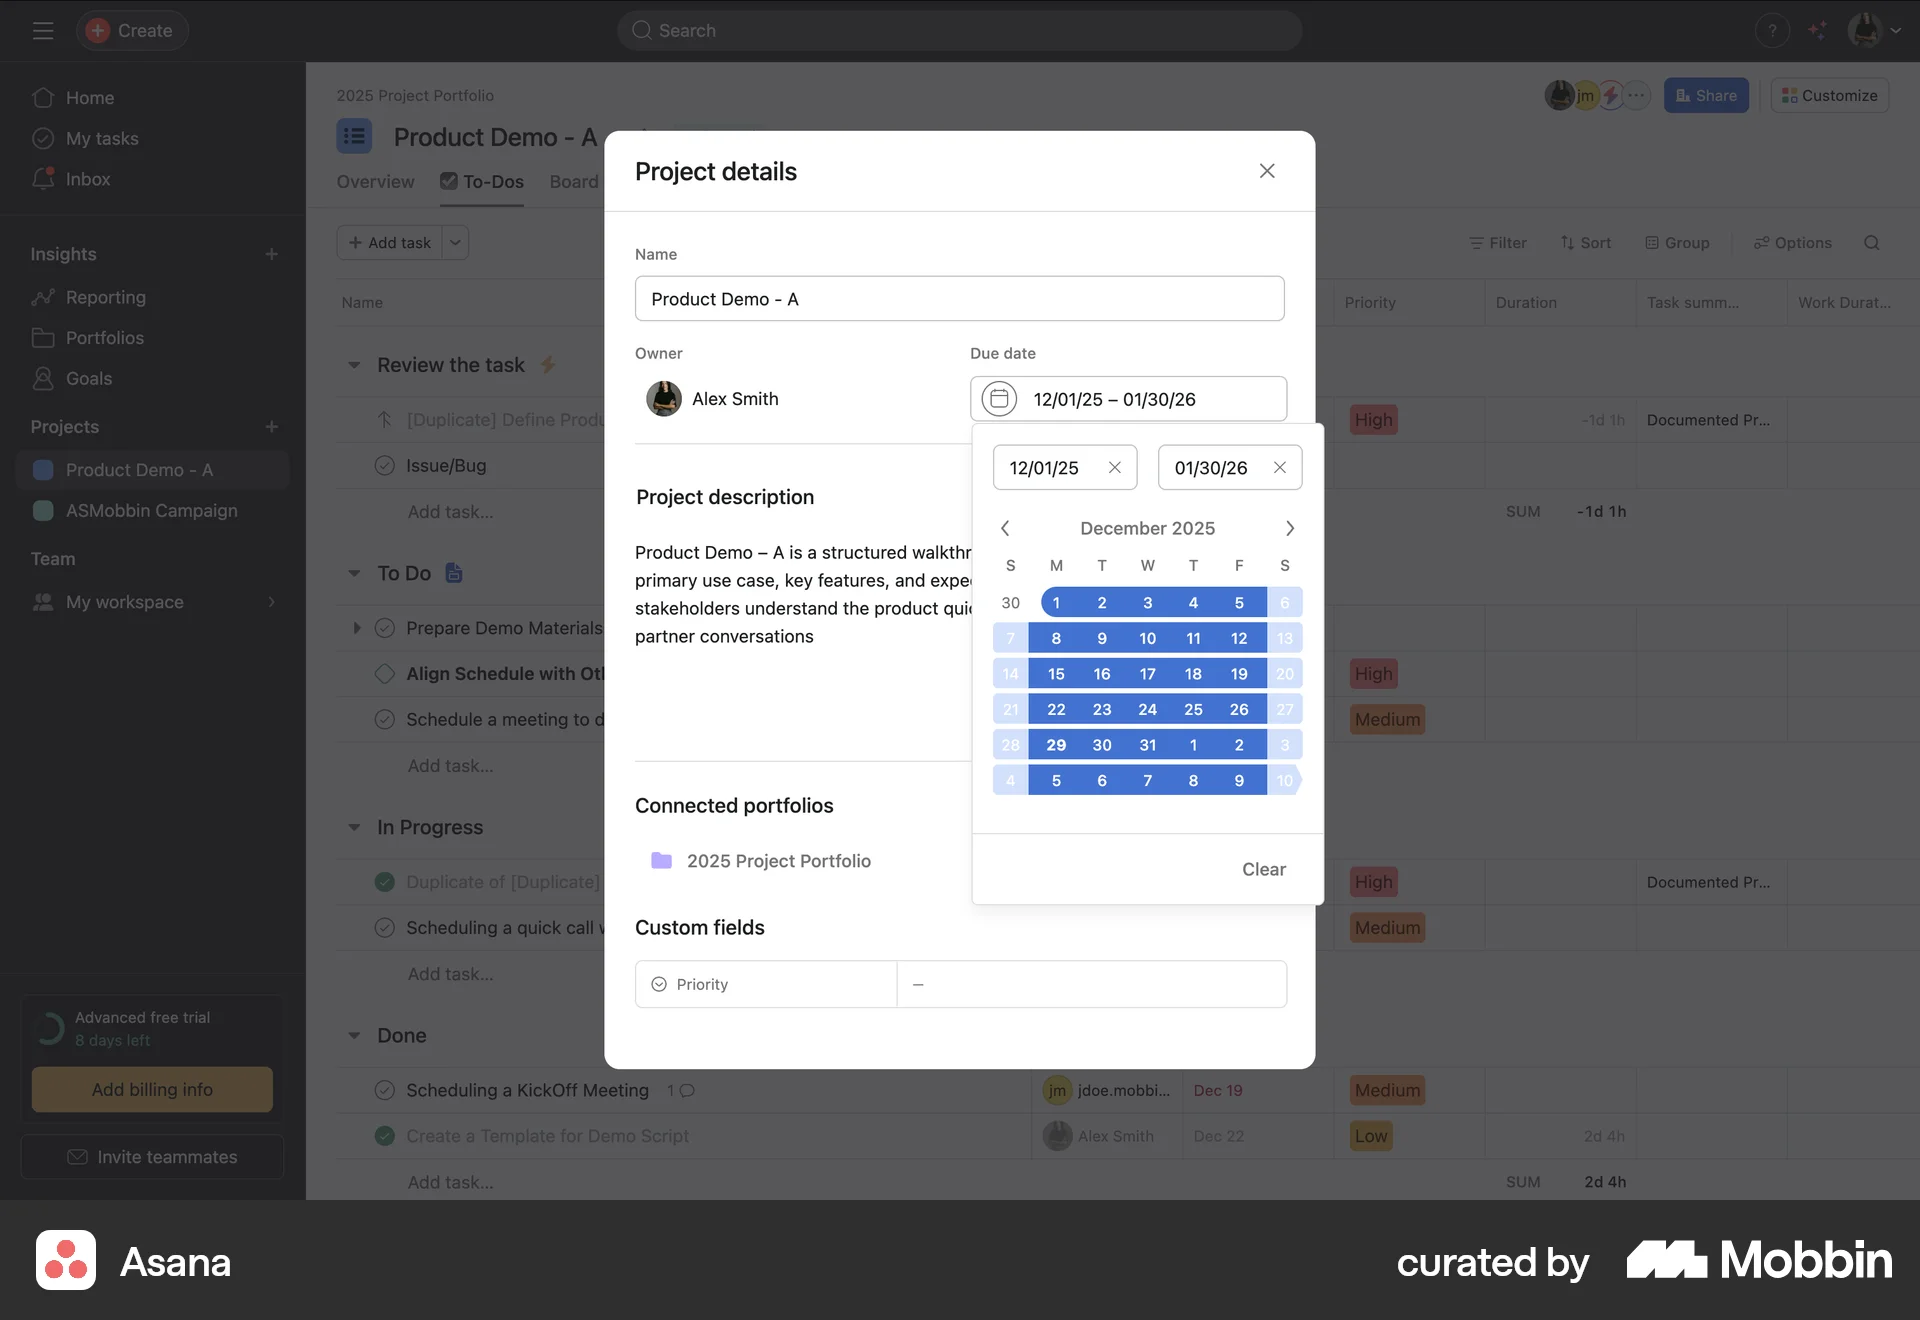 Create
Search
?
Home
My tasks
Inbox
Insights
Reporting
Portfolios
Goals
Projects
Product Demo - A
ASMobbin Campaign
Team
My workspace
Advanced free trial
8 days left
Add billing info
Invite teammates
2025 Project Portfolio
Product Demo - A
jm
Share
Customize
Overview
To-Dos
Board
Add task
Filter
Sort
Group
Options
Name
Priority
Duration
Task summ...
Work Durat...
Review the task
[Duplicate] Define Produ
High
-1d 1h
Documented Pr...
Issue/Bug
Add task...
SUM
-1d 1h
To Do
Prepare Demo Materials
Align Schedule with Oth
High
Schedule a meeting to d
Medium
Add task...
In Progress
Duplicate of [Duplicate]
High
Documented Pr...
Scheduling a quick call w
Medium
Add task...
Done
Scheduling a KickOff Meeting
1
jm
jdoe.mobbi...
Dec 19
Medium
Create a Template for Demo Script
Alex Smith
Dec 22
Low
2d 4h
Add task...
SUM
2d 4h
Project details
Name
Product Demo - A
Owner
Due date
Alex Smith
12/01/25 – 01/30/26
Project description
Product Demo – A is a structured walkthr
primary use case, key features, and expe
stakeholders understand the product quic
partner conversations
Connected portfolios
2025 Project Portfolio
Custom fields
Priority
—
12/01/25
01/30/26
December 2025
S M T W T F S
30 1 2 3 4 5 6
7 8 9 10 11 12 13
14 15 16 17 18 19 20
21 22 23 24 25 26 27
28 29 30 31 1 2 3
4 5 6 7 8 9 10
Clear
Asana
curated by
Mobbin